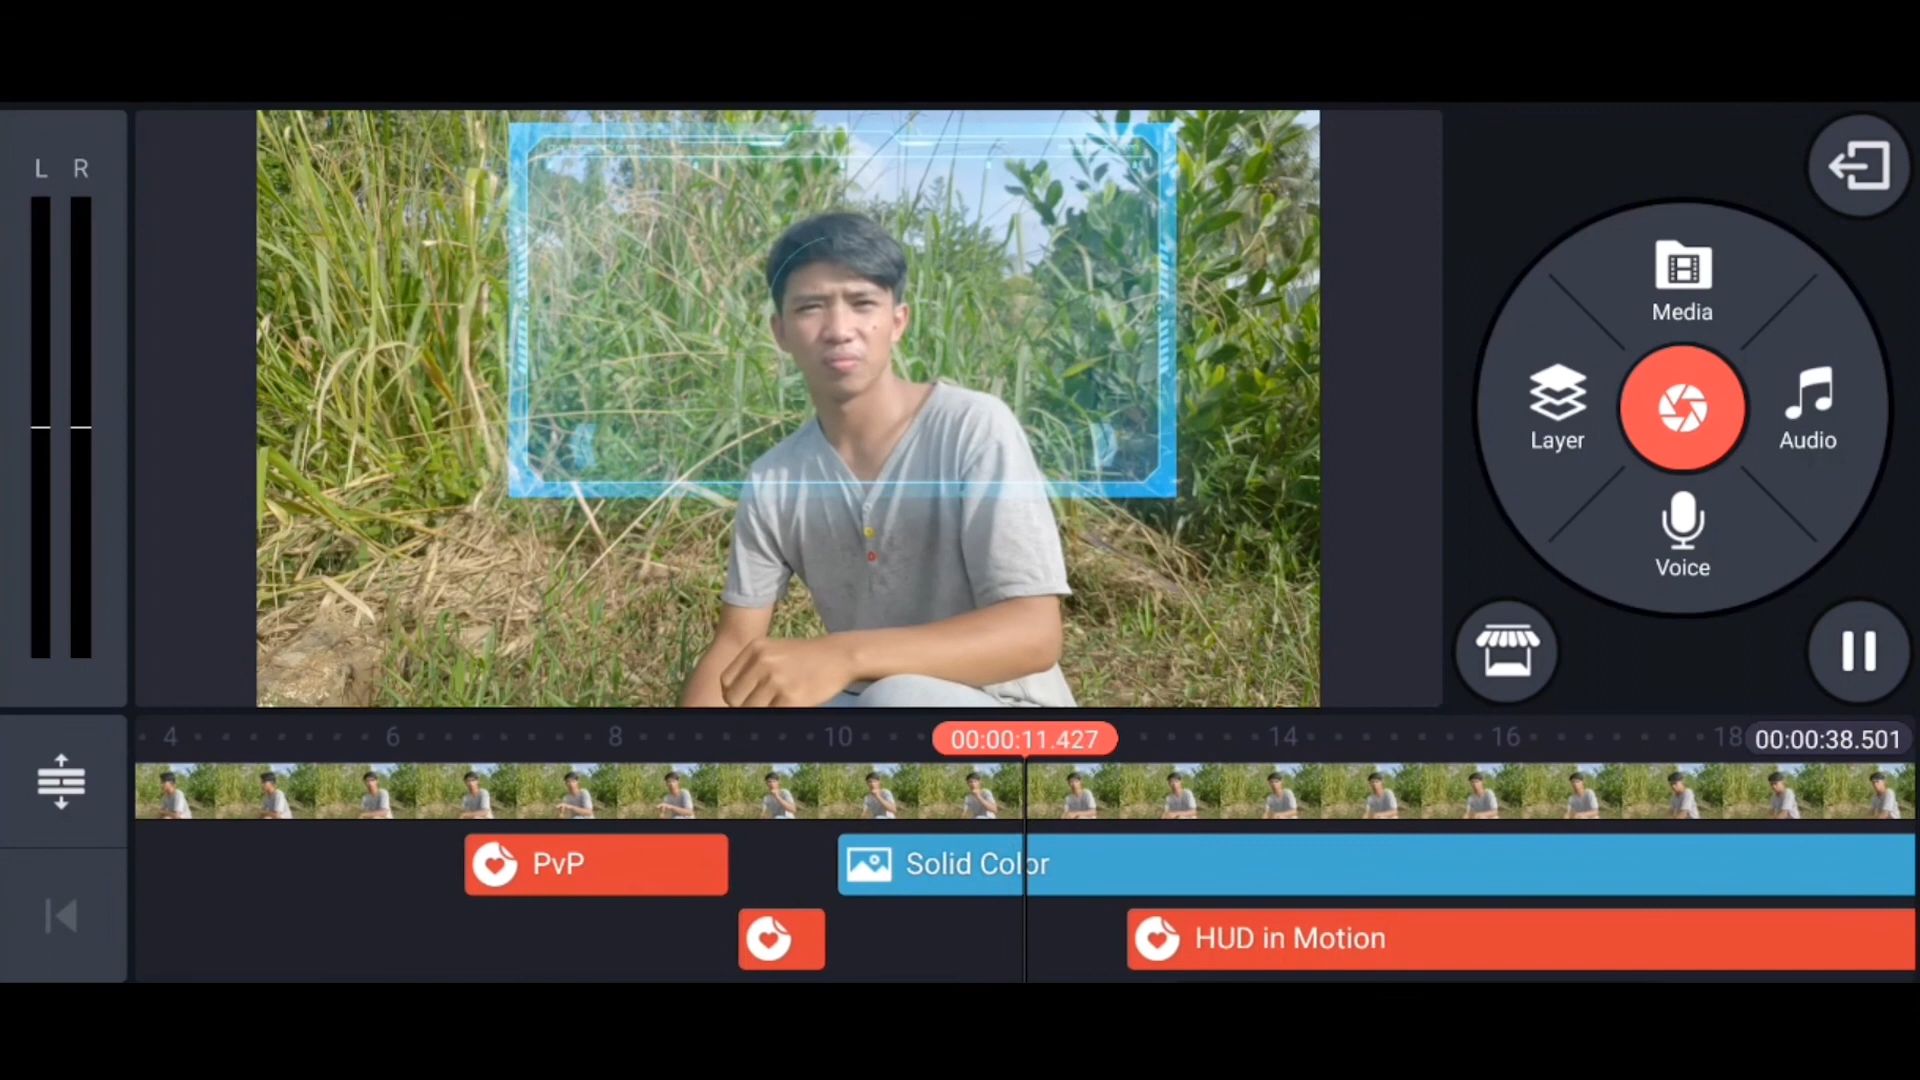 L R
Media
Layer
Audio
Voice
4 6 8 10 00:00:11.427 14 16 18 00:00:38.501
PvP
Solid Color
HUD in Motion